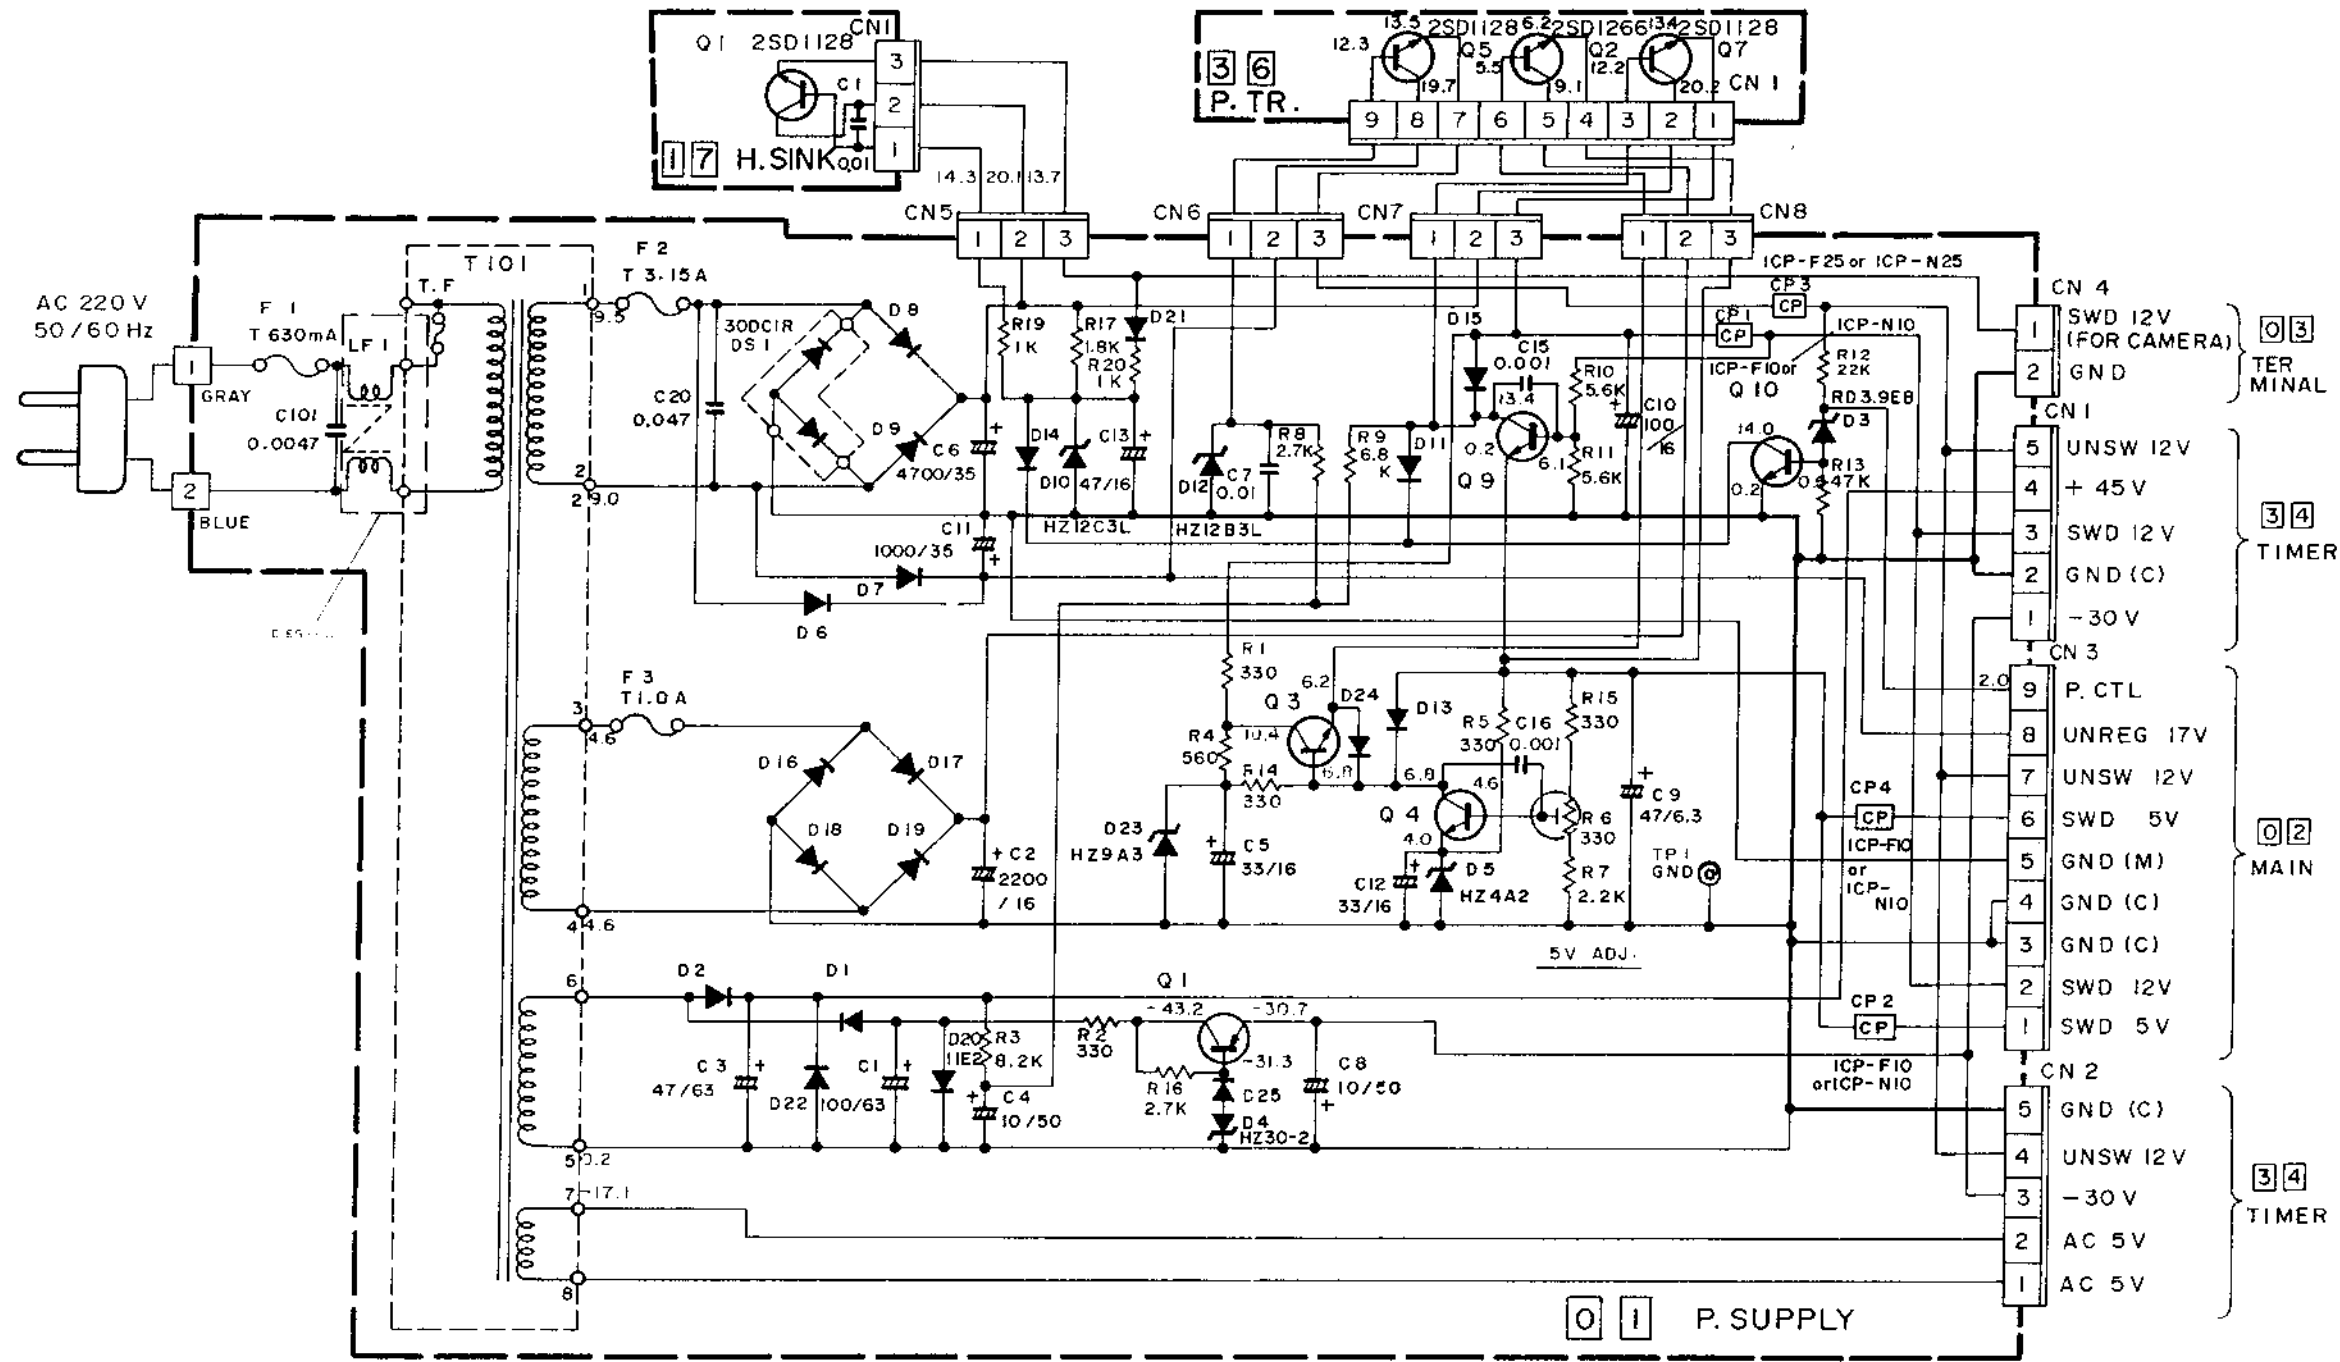 Q1 2SD1128
CN1
3
2
1
C1
0.01
1 7 H.SINK
14.3 20.1 13.7
13.5 2SD1128 6.2 2SD1266 13.4 2SD1128
12.3
Q5
5.5
Q2
12.2
Q7
19.7
9.1
20.2
CN 1
3 6
P. TR.
9 8 7 6 5 4 3 2 1
CN5
1 2 3
CN6
1 2 3
CN7
1 2 3
CN8
1 2 3
AC 220 V
50/60 Hz
F 1
T 630mA
1
GRAY
2
BLUE
C101
0.0047
LF1
T101
T.F
1
9.5
2
9.0
F 2
T 3.15A
C20
0.047
30DC1R
DS1
D8
D9
C6
4700/35
C11
1000/35
D7
D6
R19
1K
R17
1.8K
R20
1K
D21
D14
D10
HZ12C3L
C13
47/16
D12
HZ12B3L
C7
0.01
R8
2.7K
R9
6.8
K
D11
D15
C15
0.001
13.4
0.2
6.1
Q9
R10
5.6K
R11
5.6K
C10
100
/16
CP1
CP
CP3
CP
ICP-F25 or ICP-N25
ICP-N10
ICP-F10or
Q10
14.0
0.2
R12
22K
RD3.9EB
D3
R13
47K
3
4.6
4
4.6
F3
T1.0A
D16
D17
D18
D19
C2
2200
/16
R1
330
R4
560
10.4
Q3
6.2
6.8
D24
R14
330
D23
HZ9A3
C5
33/16
D13
6.8
4.6
Q4
4.0
R5
330
C16
0.001
R15
330
R6
330
R7
2.2K
C12
33/16
D5
HZ4A2
C9
47/6.3
TP1
GND
5V ADJ.
6
5
0.2
D2
D1
C3
47/63
D22
C1
100/63
D20
11E2
R3
8.2K
C4
10/50
R2
330
Q1
-43.2
-30.7
-31.3
R16
2.7K
D25
D4
HZ30-2
C8
10/50
7
17.1
8
CP4
CP
ICP-F10
or
ICP-
N10
CP2
CP
ICP-F10
orICP-N10
CN 4
1 SWD 12V
(FOR CAMERA)
2 GND
0 3
TER
MINAL
CN 1
5 UNSW 12V
4 +45V
3 SWD 12V
2 GND (C)
1 -30V
3 4
TIMER
CN 3
2.0
9 P.CTL
8 UNREG 17V
7 UNSW 12V
6 SWD 5V
5 GND (M)
4 GND (C)
3 GND (C)
2 SWD 12V
1 SWD 5V
0 2
MAIN
CN 2
5 GND (C)
4 UNSW 12V
3 -30V
2 AC 5V
1 AC 5V
3 4
TIMER
0 1 P. SUPPLY